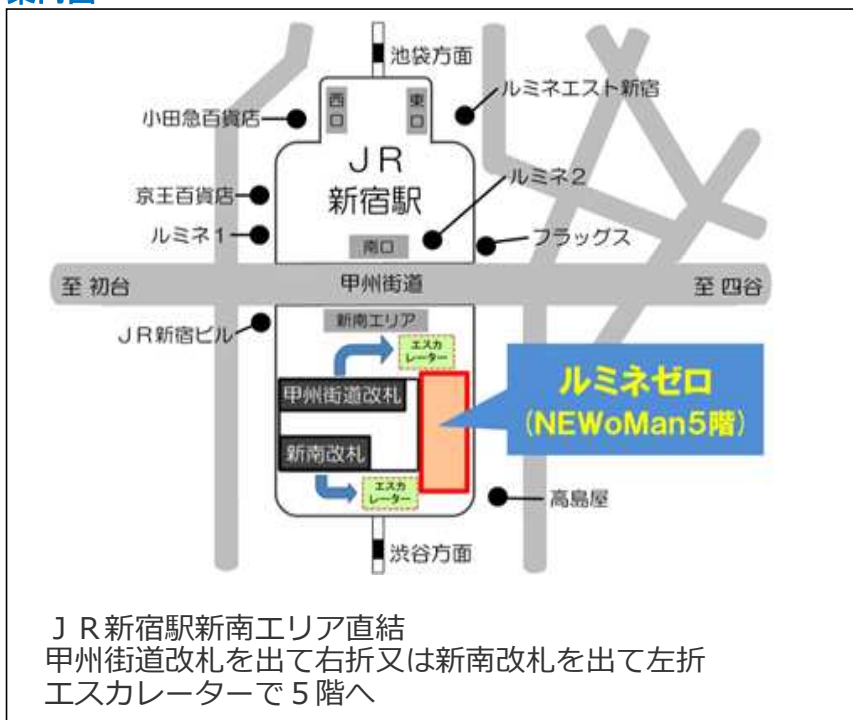 池袋方面
西口
東口
ルミネエスト新宿
小田急百貨店
ＪＲ
新宿駅
ルミネ２
京王百貨店
ルミネ１
南口
フラッグス
至 初台
甲州街道
至 四谷
新南エリア
ＪＲ新宿ビル
エスカ
レーター
ルミネゼロ
(NEWoMan5階)
甲州街道改札
新南改札
エスカ
レーター
高島屋
渋谷方面
ＪＲ新宿駅新南エリア直結
甲州街道改札を出て右折又は新南改札を出て左折
エスカレーターで５階へ